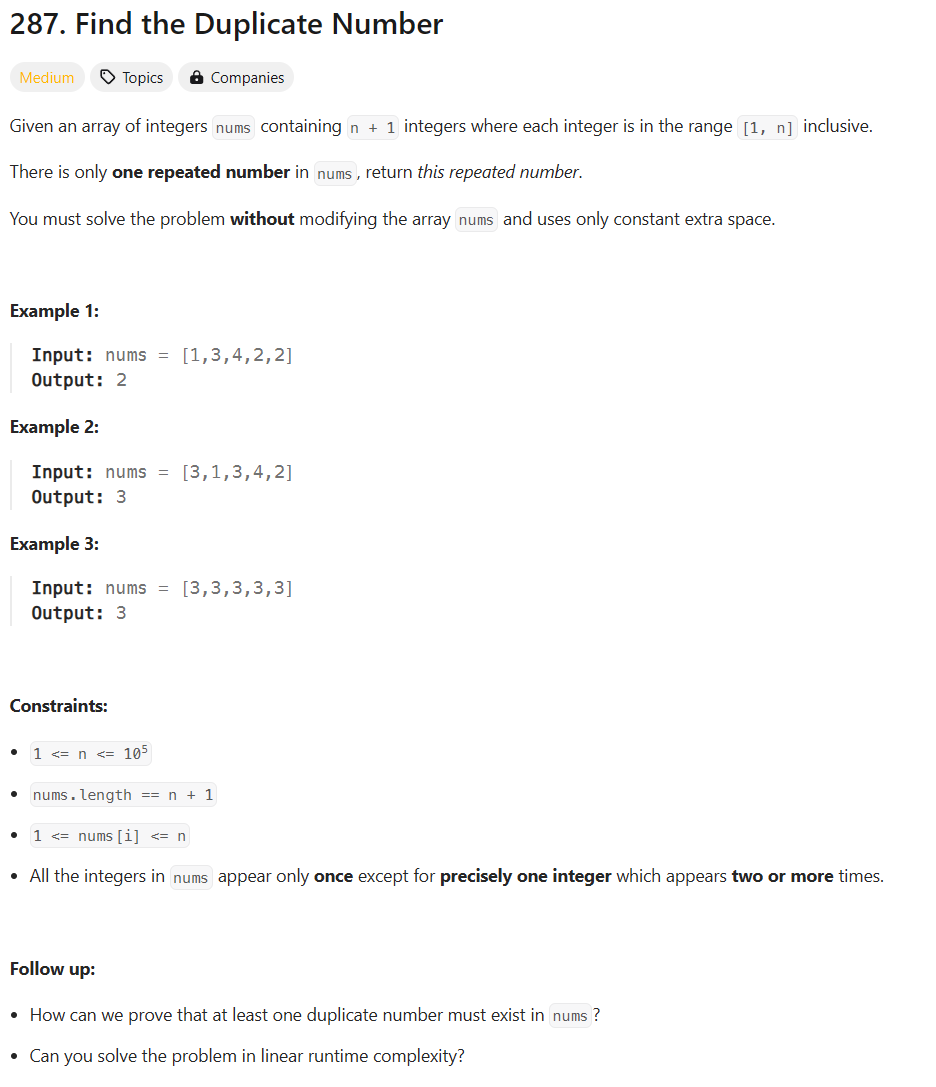 287. Find the Duplicate Number
Medium Topics Companies
Given an array of integers nums containing n + 1 integers where each integer is in the range [1, n] inclusive.
There is only one repeated number in nums, return this repeated number.
You must solve the problem without modifying the array nums and uses only constant extra space.
Example 1:
Input: nums = [1,3,4,2,2]
Output: 2
Example 2:
Input: nums = [3,1,3,4,2]
Output: 3
Example 3:
Input: nums = [3,3,3,3,3]
Output: 3
Constraints:
• 1 <= n <= 10⁵
• nums.length == n + 1
• 1 <= nums[i] <= n
• All the integers in nums appear only once except for precisely one integer which appears two or more times.
Follow up:
• How can we prove that at least one duplicate number must exist in nums?
• Can you solve the problem in linear runtime complexity?